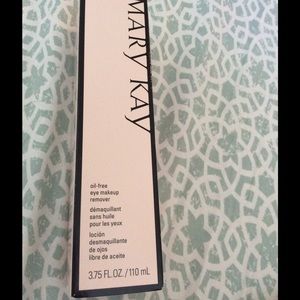 MARY KAY
oil-free
eye makeup
remover
démaquillant
sans huile
pour les yeux
loción
desmaquillante
de ojos
libre de aceite
3.75 FL. OZ. / 110 mL